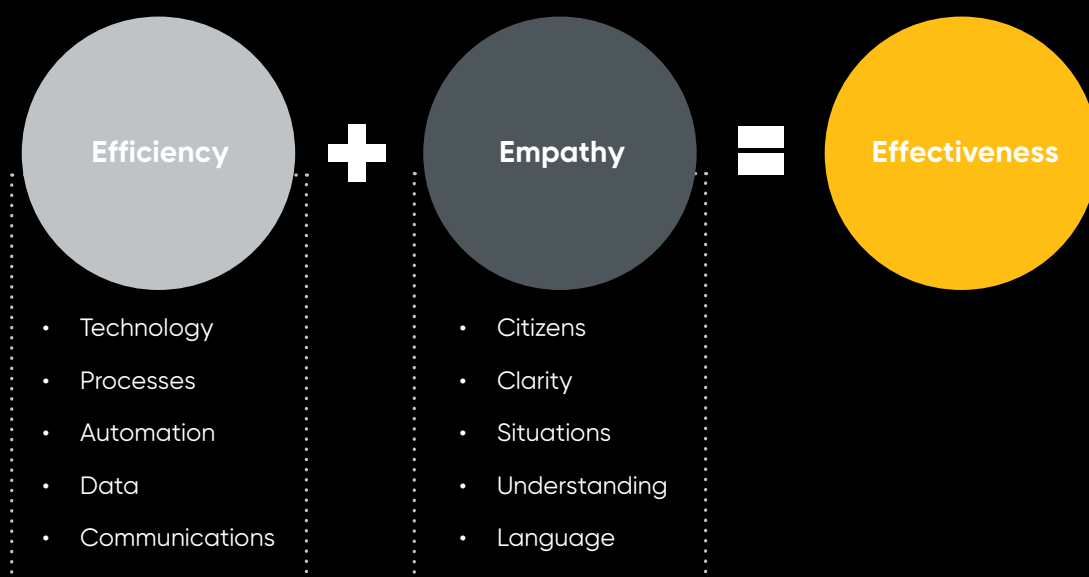 Efficiency
Empathy
Effectiveness
• Technology
• Processes
• Automation
• Data
• Communications
• Citizens
• Clarity
• Situations
• Understanding
• Language